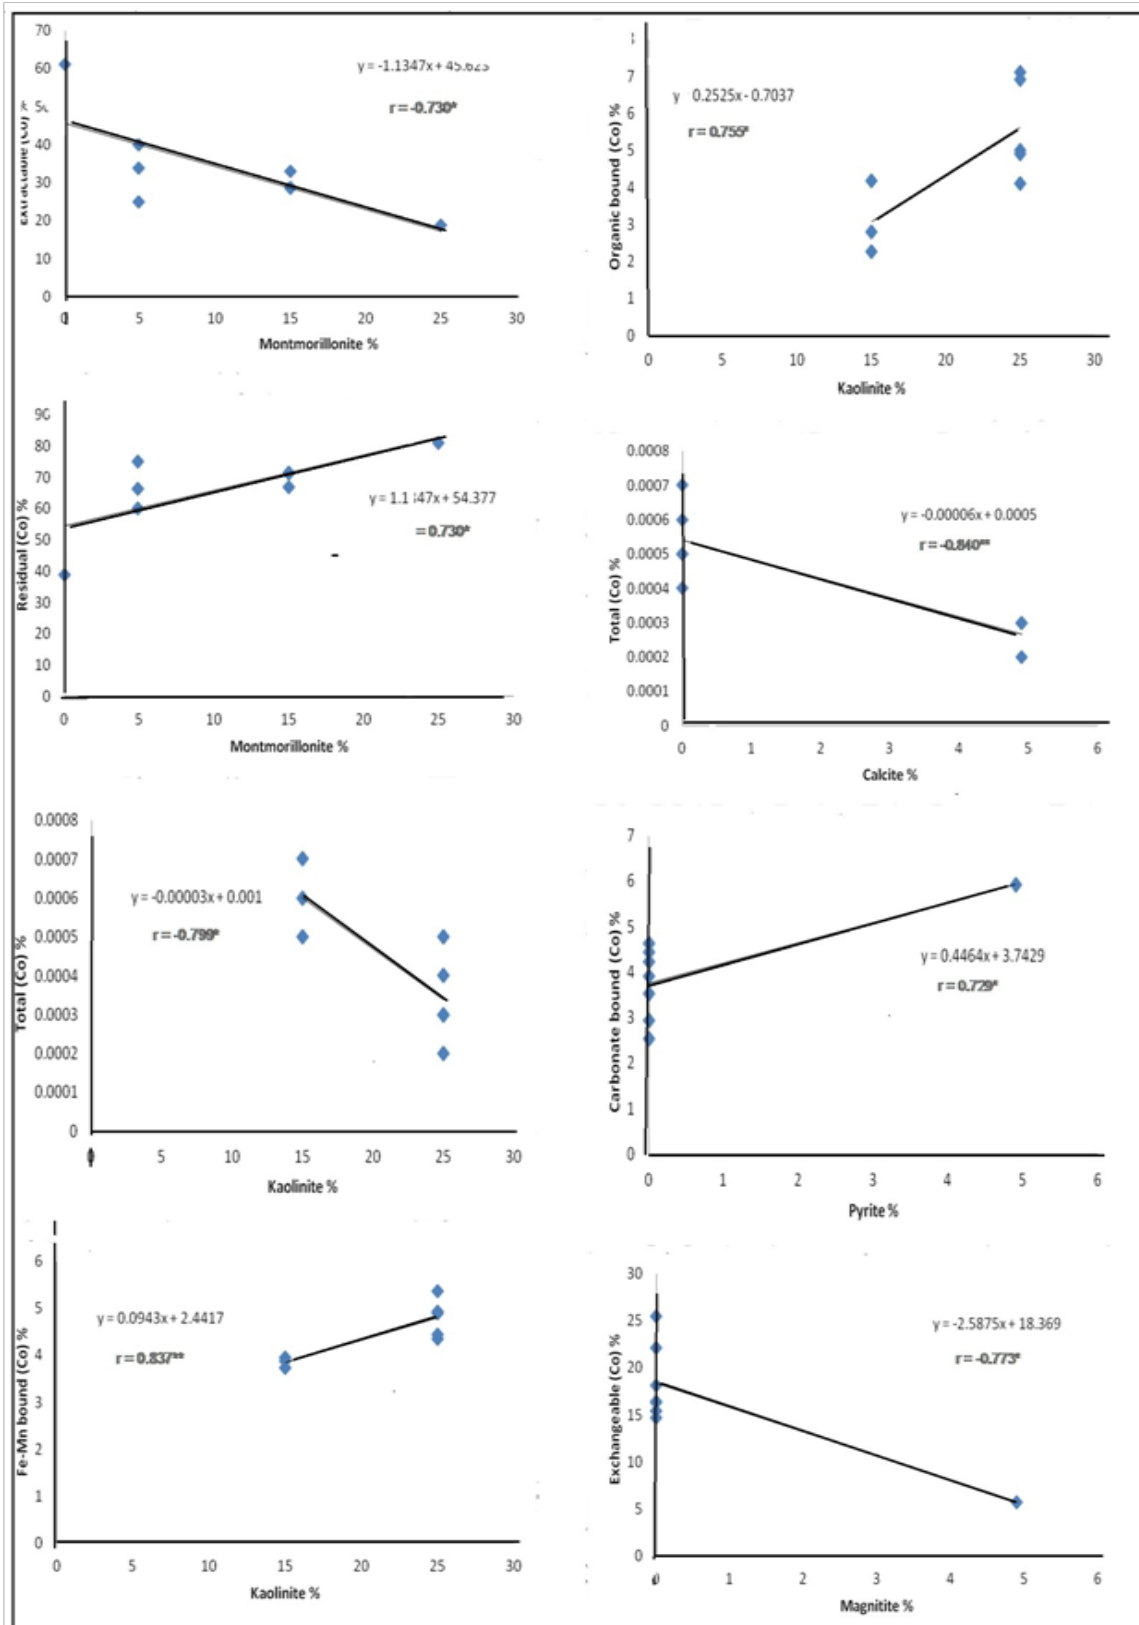 70
60
50
40
30
20
10
0
Extractable (Co) %
y = -1.1347x + 45.623
r = -0.730*
0 5 10 15 20 25 30
Montmorillonite %
8
7
6
5
4
3
2
1
0
Organic bound (Co) %
y 0.2525x - 0.7037
r = 0.755*
0 5 10 15 20 25 30
Kaolinite %
90
80
70
60
50
40
30
20
10
0
Residual (Co) %
y = 1.1347x + 54.377
= 0.730*
0 5 10 15 20 25 30
Montmorillonite %
0.0008
0.0007
0.0006
0.0005
0.0004
0.0003
0.0002
0.0001
0
Total (Co) %
y = -0.00006x + 0.0005
r = -0.840**
0 1 2 3 4 5 6
Calcite %
0.0008
0.0007
0.0006
0.0005
0.0004
0.0003
0.0002
0.0001
0
Total (Co) %
y = -0.00003x + 0.001
r = -0.799*
0 5 10 15 20 25 30
Kaolinite %
7
6
5
4
3
2
1
0
Carbonate bound (Co) %
y = 0.4464x + 3.7429
r = 0.729*
0 1 2 3 4 5 6
Pyrite %
6
5
4
3
2
1
0
Fe-Mn bound (Co) %
y = 0.0943x + 2.4417
r = 0.837**
0 5 10 15 20 25 30
Kaolinite %
30
25
20
15
10
5
0
Exchangeable (Co) %
y = -2.5875x + 18.369
r = -0.773*
0 1 2 3 4 5 6
Magnitite %